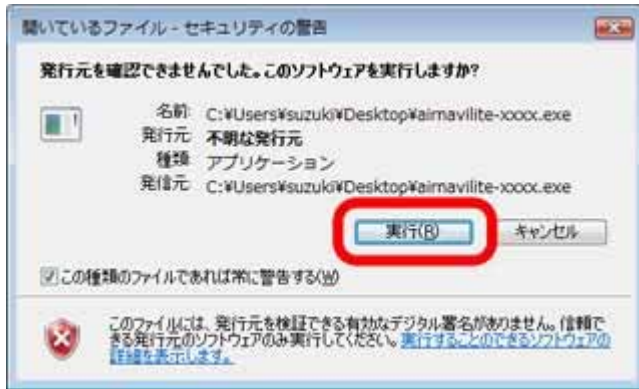 開いているファイル - セキュリティの警告
発行元を確認できませんでした。このソフトウェアを実行しますか?
名前: C:¥Users¥suzuki¥Desktop¥airnavilite-xxxx.exe
発行元: 不明な発行元
種類: アプリケーション
発信元: C:¥Users¥suzuki¥Desktop¥airnavilite-xxxx.exe
実行(R) キャンセル
この種類のファイルであれば常に警告する(W)
このファイルには、発行元を検証できる有効なデジタル署名がありません。信頼で
きる発行元のソフトウェアのみ実行してください。実行することのできるソフトウェアの
詳細を表示します。